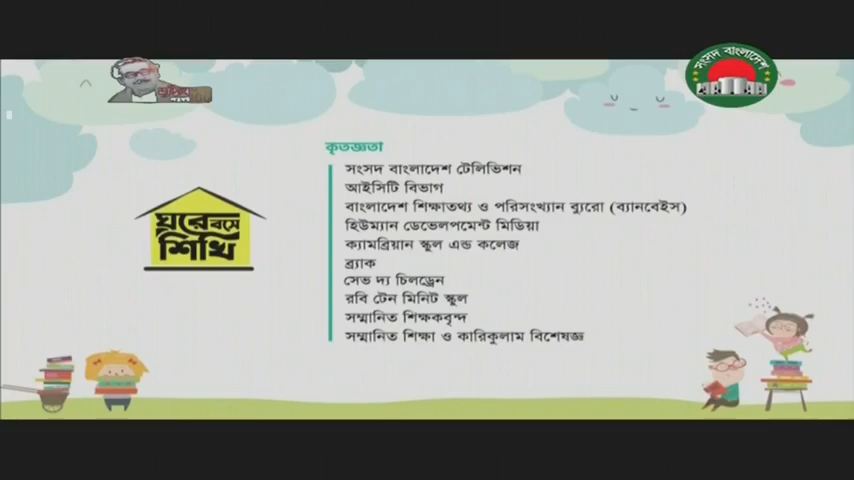 সংসদ বাংলাদেশ
কৃতজ্ঞতা
সংসদ বাংলাদেশ টেলিভিশন
আইসিটি বিভাগ
বাংলাদেশ শিক্ষাতথ্য ও পরিসংখ্যান ব্যুরো (ব্যানবেইস)
হিউম্যান ডেভেলপমেন্ট মিডিয়া
ক্যামব্রিয়ান স্কুল এন্ড কলেজ
ব্র্যাক
সেভ দ্য চিলড্রেন
রবি টেন মিনিট স্কুল
সম্মানিত শিক্ষকবৃন্দ
সম্মানিত শিক্ষা ও কারিকুলাম বিশেষজ্ঞ
ঘরে বসে
শিখি